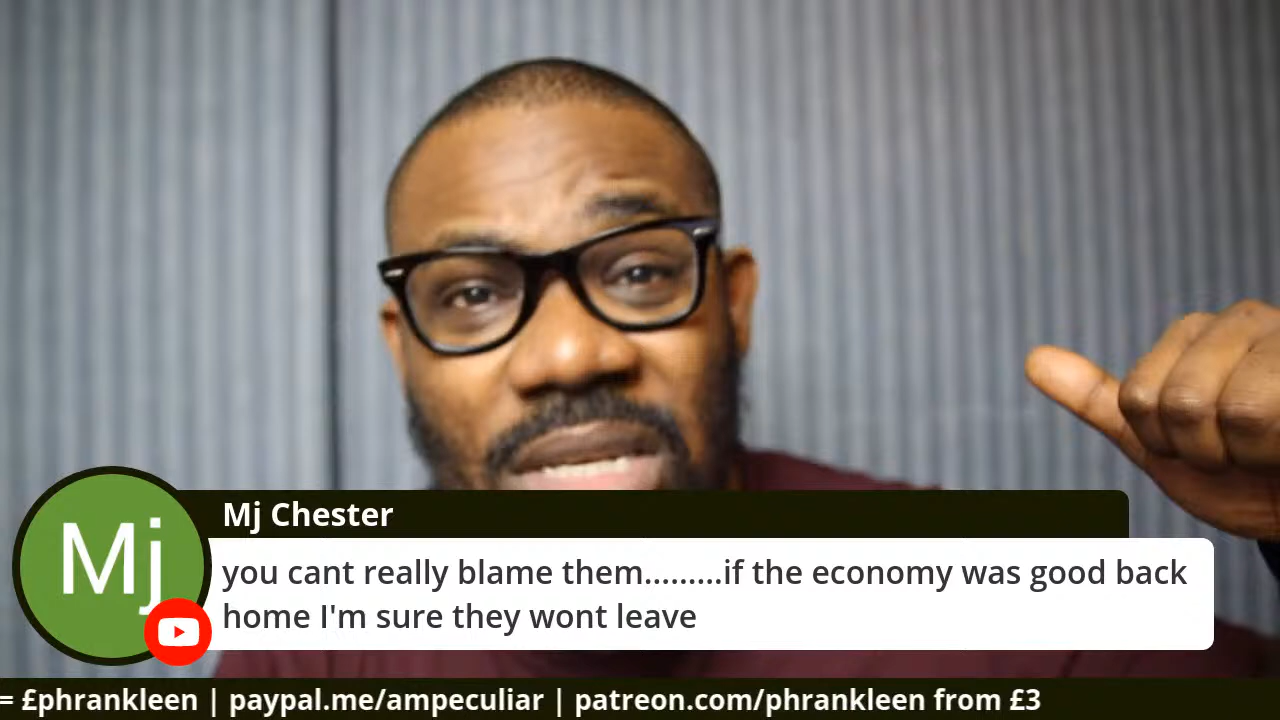 Mj
Mj Chester
you cant really blame them.........if the economy was good back
home I'm sure they wont leave
= £phrankleen | paypal.me/ampeculiar | patreon.com/phrankleen from £3